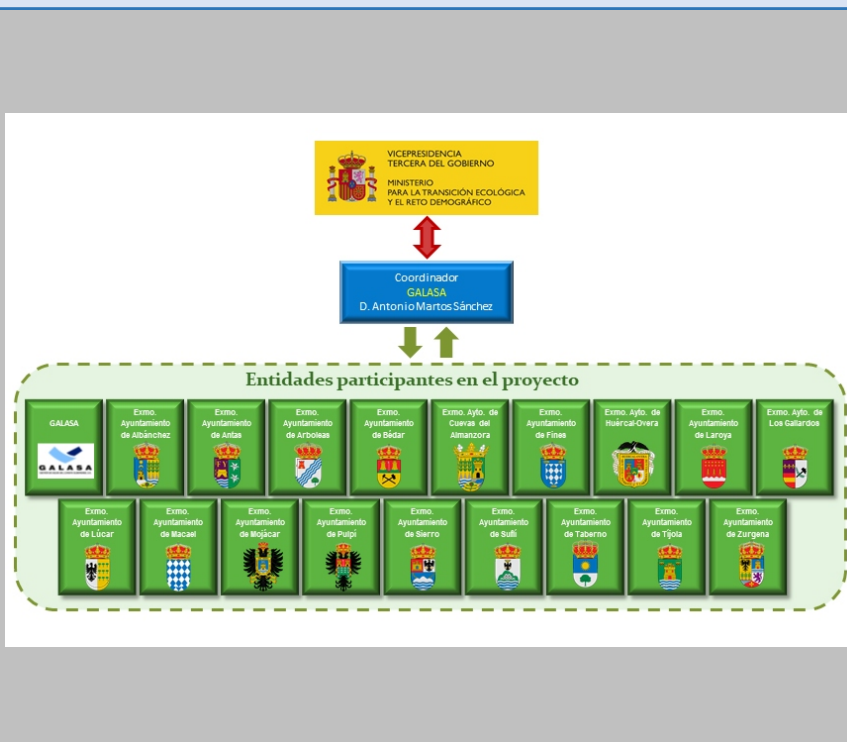 VICEPRESIDENCIA
TERCERA DEL GOBIERNO
MINISTERIO
PARA LA TRANSICIÓN ECOLÓGICA
Y EL RETO DEMOGRÁFICO
Coordinador
GALASA
D. Antonio Martos Sánchez
Entidades participantes en el proyecto
GALASA
GALASA
Exmo.
Ayuntamiento
de Albánchez
Exmo.
Ayuntamiento
de Antas
Exmo.
Ayuntamiento
de Arboleas
Exmo.
Ayuntamiento
de Bédar
Exmo. Ayto. de
Cuevas del
Almanzora
Exmo.
Ayuntamiento
de Fines
Exmo. Ayto. de
Huércal-Overa
Exmo.
Ayuntamiento
de Laroya
Exmo. Ayto. de
Los Gallardos
Exmo.
Ayuntamiento
de Lúcar
Exmo.
Ayuntamiento
de Macael
Exmo.
Ayuntamiento
de Mojácar
Exmo.
Ayuntamiento
de Pulpí
Exmo.
Ayuntamiento
de Sierro
Exmo.
Ayuntamiento
de Suflí
Exmo.
Ayuntamiento
de Taberno
Exmo.
Ayuntamiento
de Tíjola
Exmo.
Ayuntamiento
de Zurgena